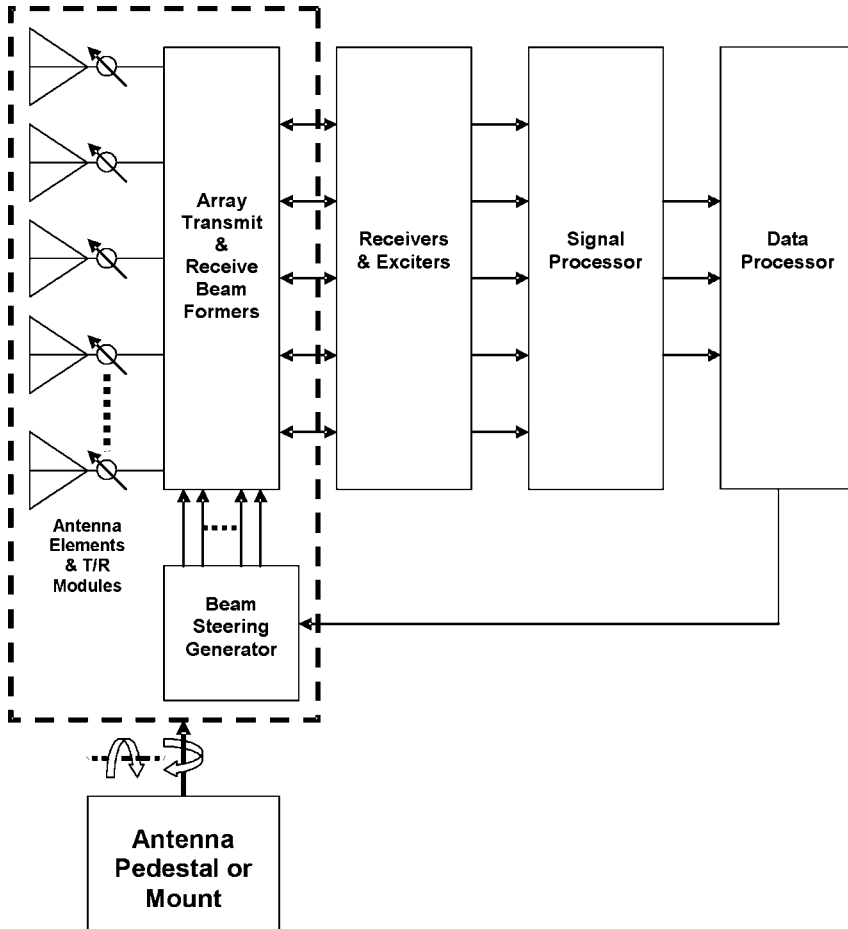 Array
Transmit
&
Receive
Beam
Formers
Receivers
& Exciters
Signal
Processor
Data
Processor
Antenna
Elements
& T/R
Modules
Beam
Steering
Generator
Antenna
Pedestal or
Mount